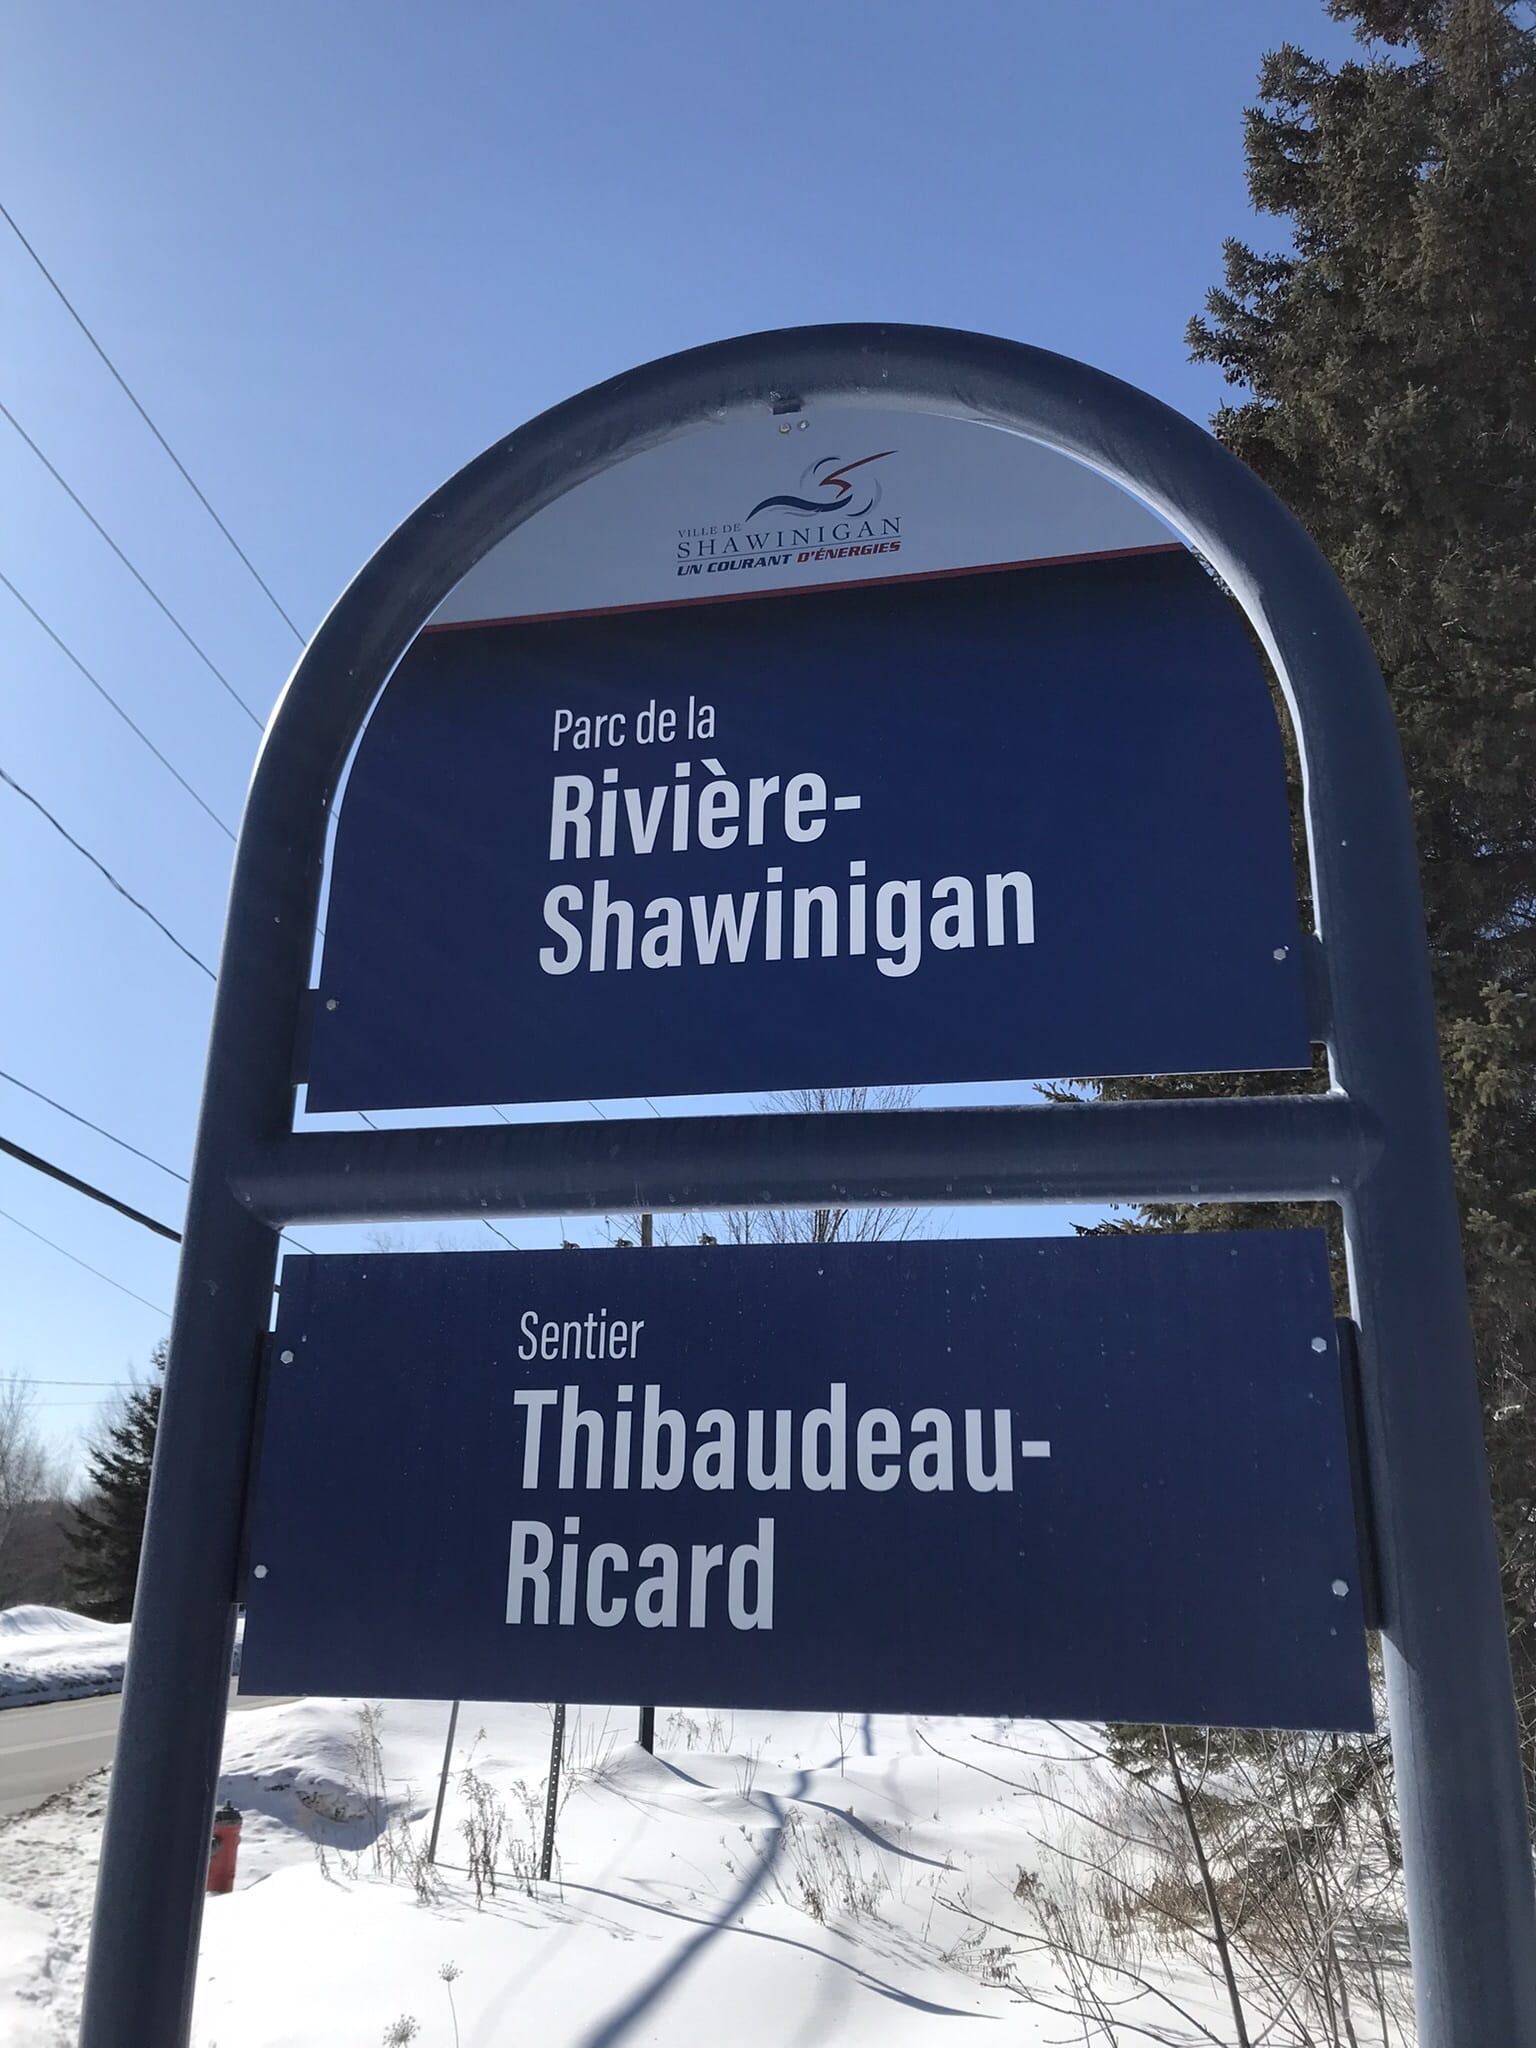 VILLE DE
SHAWINIGAN
UN COURANT D'ÉNERGIES
Parc de la
Rivière-
Shawinigan
Sentier
Thibaudeau-
Ricard